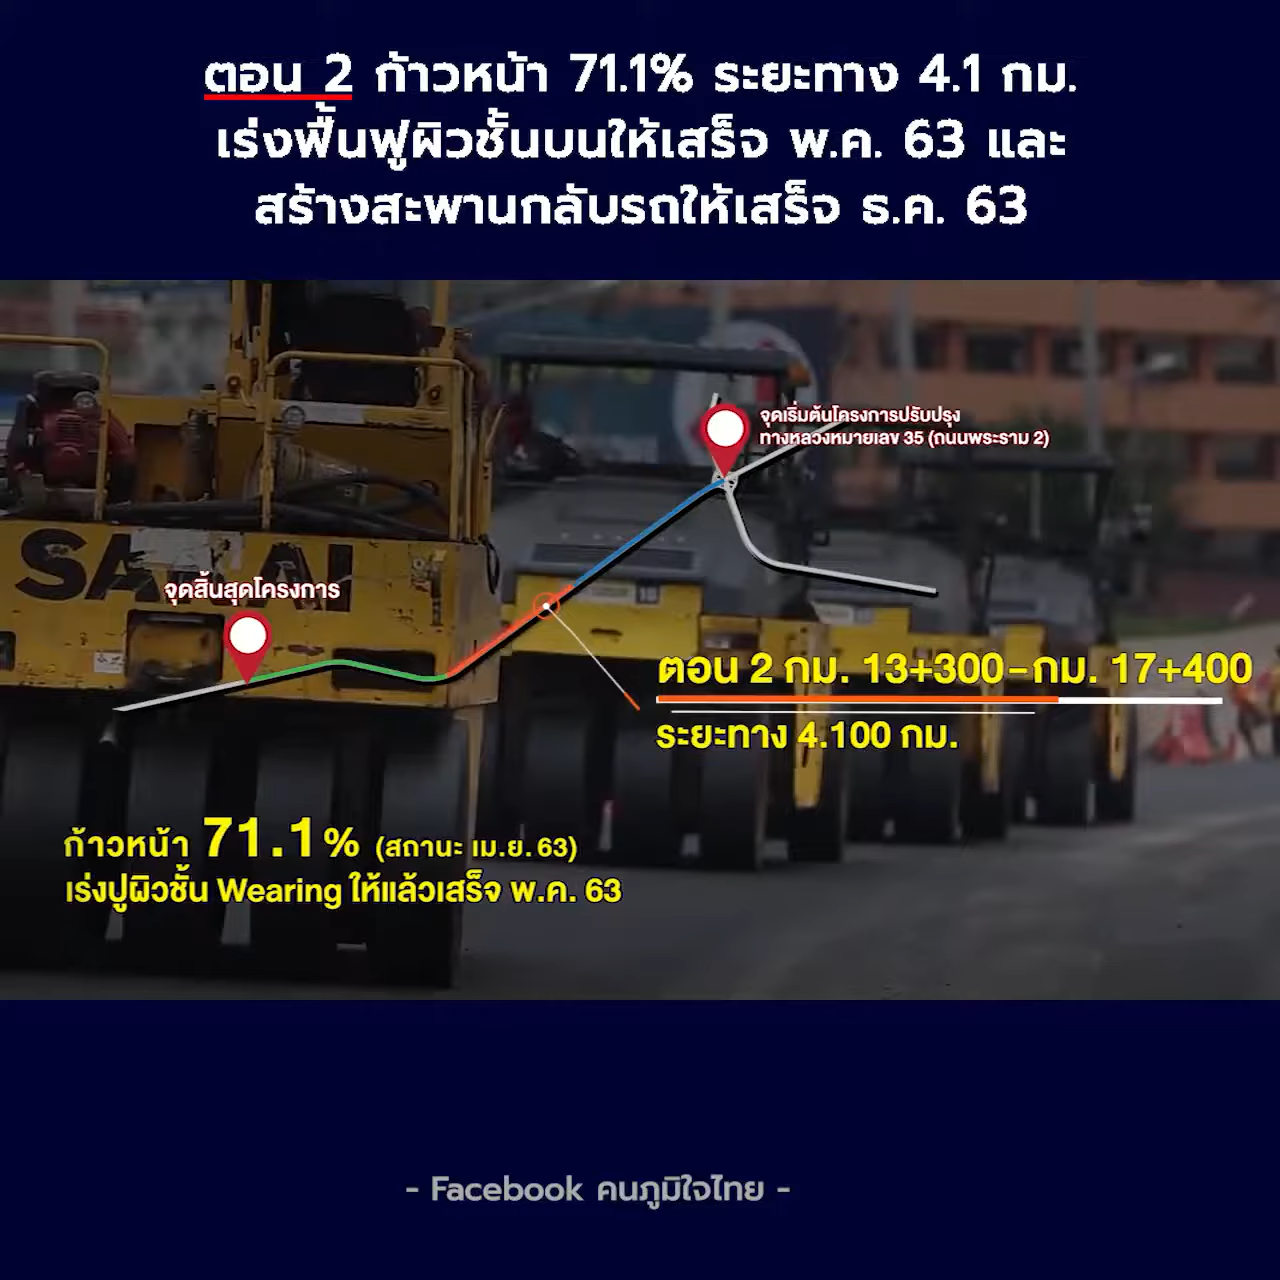 ตอน 2 ก้าวหน้า 71.1% ระยะทาง 4.1 กม.
เร่งฟื้นฟูผิวชั้นบนให้เสร็จ พ.ค. 63 และ
สร้างสะพานกลับรถให้เสร็จ ธ.ค. 63
จุดเริ่มต้นโครงการปรับปรุง
ทางหลวงหมายเลข 35 (ถนนพระราม 2)
SAKAI
จุดสิ้นสุดโครงการ
ตอน 2 กม. 13+300-กม. 17+400
ระยะทาง 4.100 กม.
ก้าวหน้า 71.1% (สถานะ เม.ย. 63)
เร่งปูผิวชั้น Wearing ให้แล้วเสร็จ พ.ค. 63
- Facebook คนภูมิใจไทย -